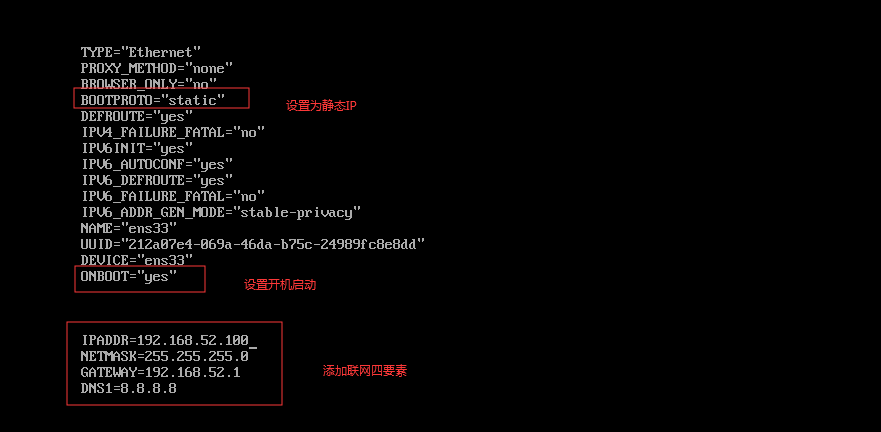 TYPE="Ethernet"
PROXY_METHOD="none"
BROWSER_ONLY="no"
BOOTPROTO="static"
设置为静态IP
DEFROUTE="yes"
IPV4_FAILURE_FATAL="no"
IPV6INIT="yes"
IPV6_AUTOCONF="yes"
IPV6_DEFROUTE="yes"
IPV6_FAILURE_FATAL="no"
IPV6_ADDR_GEN_MODE="stable-privacy"
NAME="ens33"
UUID="212a07e4-069a-46da-b75c-24989fc8e8dd"
DEVICE="ens33"
ONBOOT="yes"
设置开机启动
IPADDR=192.168.52.100_
NETMASK=255.255.255.0
GATEWAY=192.168.52.1
添加联网四要素
DNS1=8.8.8.8